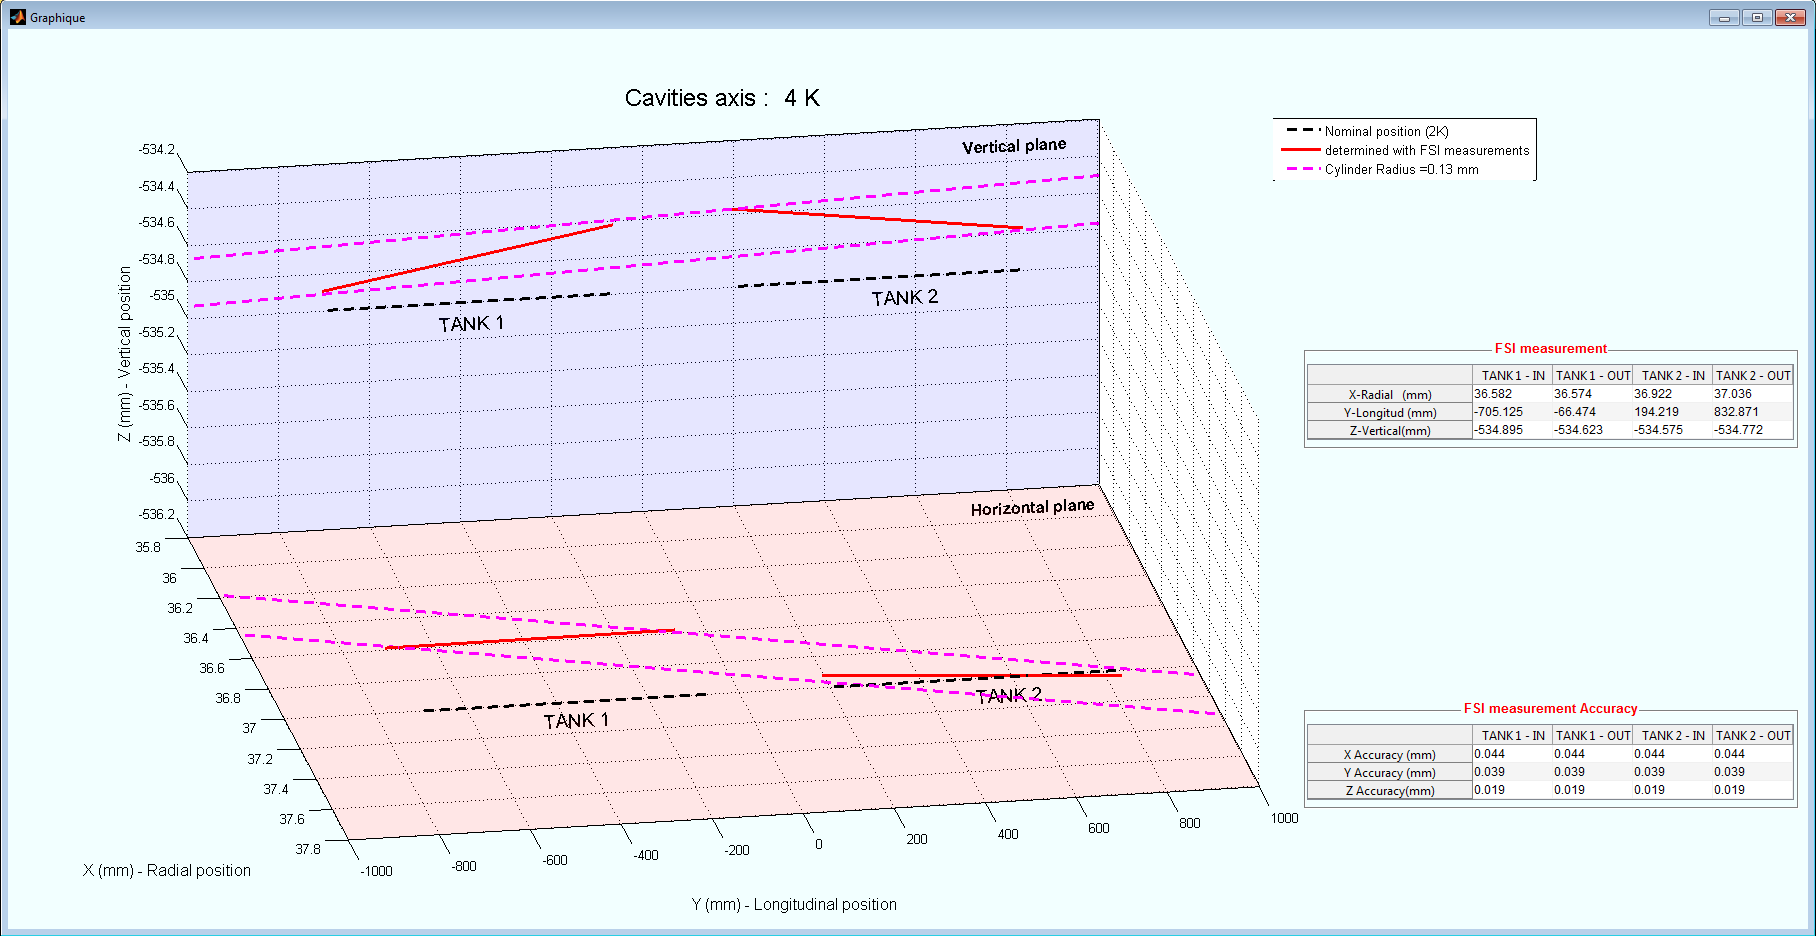 Graphique
Cavities axis :  4 K
Nominal position (2K)
determined with FSI measurements
Cylinder Radius =0.13 mm
Vertical plane
-534.2
-534.4
-534.6
-534.8
-535
-535.2
-535.4
-535.6
-535.8
-536
-536.2
Z (mm) - Vertical position
TANK 1
TANK 2
Horizontal plane
35.8
36
36.2
36.4
36.6
36.8
37
37.2
37.4
37.6
37.8
X (mm) - Radial position
TANK 1
TANK 2
-1000
-800
-600
-400
-200
0
200
400
600
800
1000
Y (mm) - Longitudinal position
FSI measurement
TANK 1 - IN TANK 1 - OUT TANK 2 - IN TANK 2 - OUT
X-Radial (mm) 36.582 36.574 36.922 37.036
Y-Longitud (mm) -705.125 -66.474 194.219 832.871
Z-Vertical(mm) -534.895 -534.623 -534.575 -534.772
FSI measurement Accuracy
TANK 1 - IN TANK 1 - OUT TANK 2 - IN TANK 2 - OUT
X Accuracy (mm) 0.044 0.044 0.044 0.044
Y Accuracy (mm) 0.039 0.039 0.039 0.039
Z Accuracy(mm) 0.019 0.019 0.019 0.019